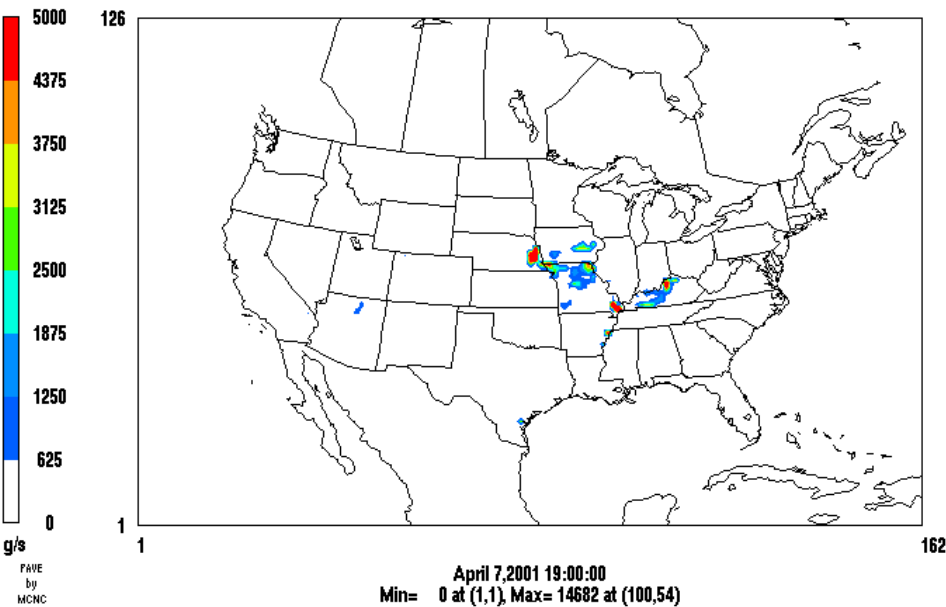 5000
4375
3750
3125
2500
1875
1250
625
0
g/s
PAVE
by
MCNC
126
1
1
162
April 7,2001 19:00:00
Min= 0 at (1,1), Max= 14682 at (100,54)